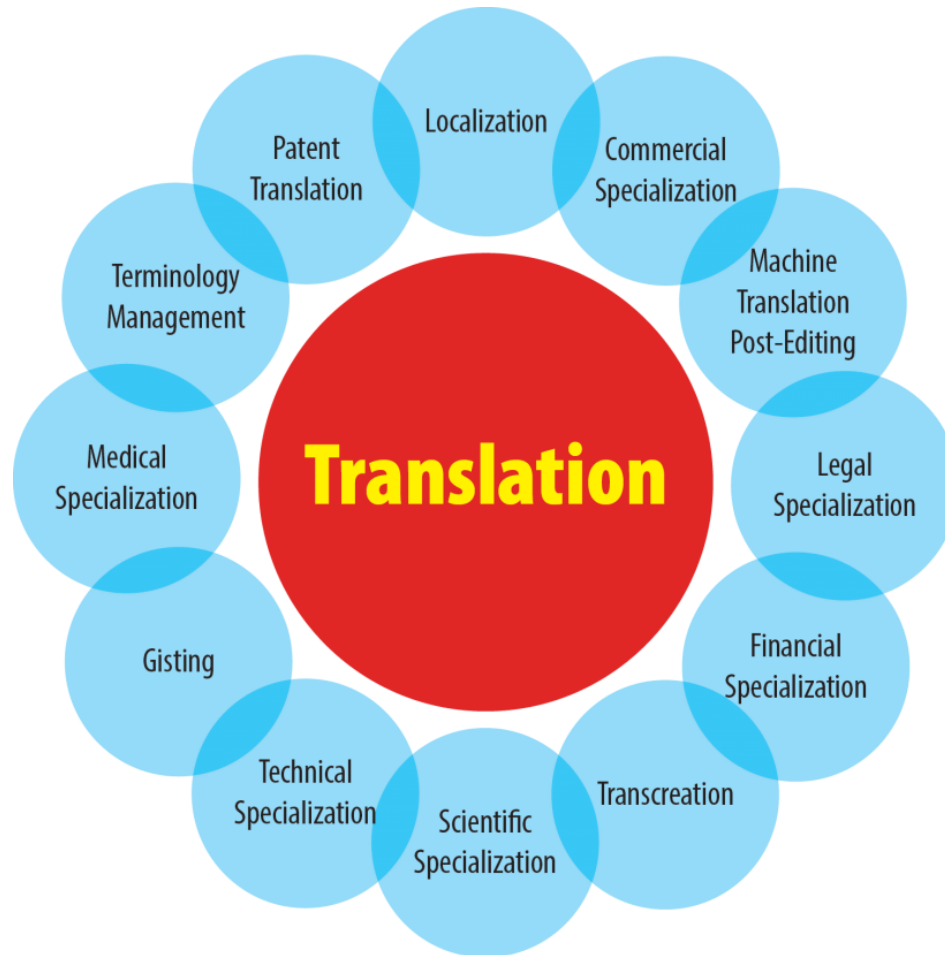 Localization
Commercial
Specialization
Machine
Translation
Post-Editing
Legal
Specialization
Financial
Specialization
Transcreation
Scientific
Specialization
Technical
Specialization
Gisting
Medical
Specialization
Terminology
Management
Patent
Translation
Translation